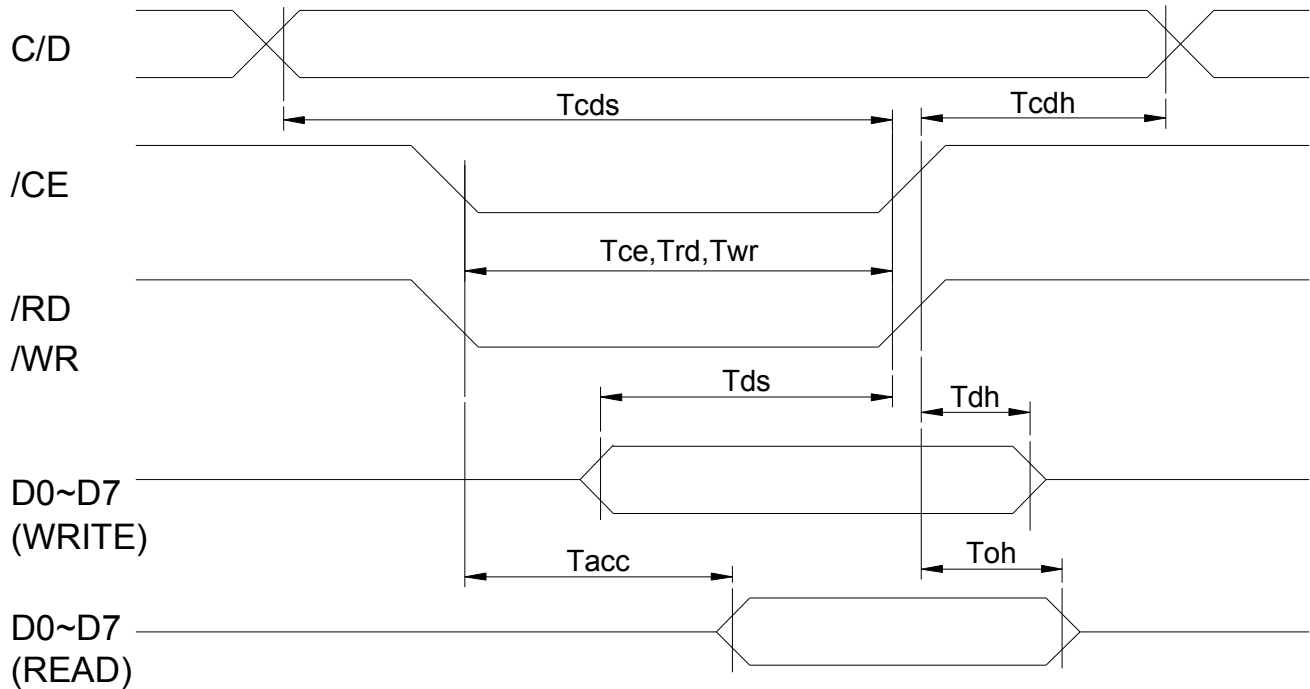 C/D
Tcds
Tcdh
/CE
Tce,Trd,Twr
/RD
/WR
Tds
Tdh
D0~D7
(WRITE)
Tacc
Toh
D0~D7
(READ)